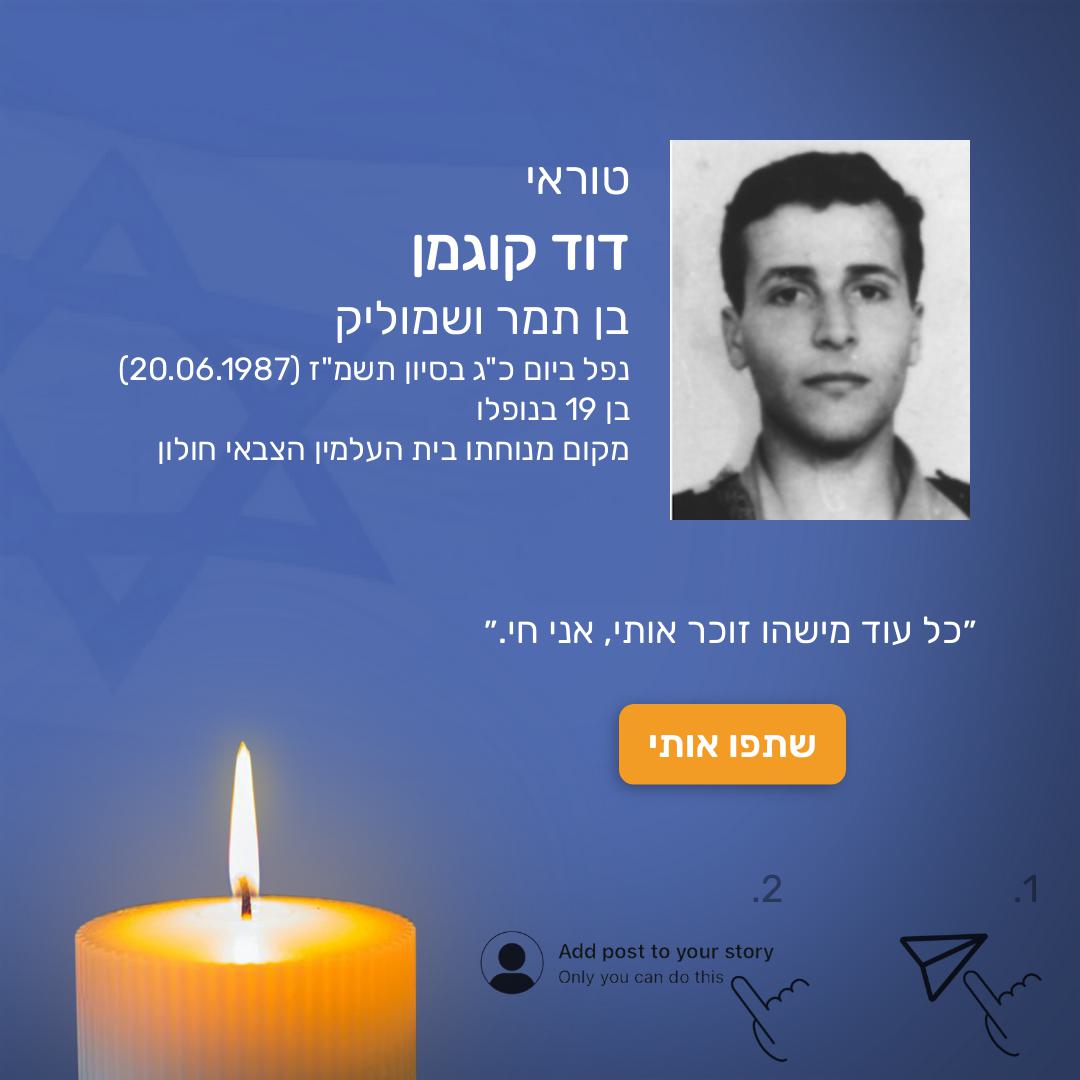 טוראי
דוד קוגמן
בן תמר ושמוליק
נפל ביום כ"ג בסיון תשמ"ז (20.06.1987)
בן 19 בנופלו
מקום מנוחתו בית העלמין הצבאי חולון
״כל עוד מישהו זוכר אותי, אני חי.״
שתפו אותי
.1
.2
Add post to your story
Only you can do this